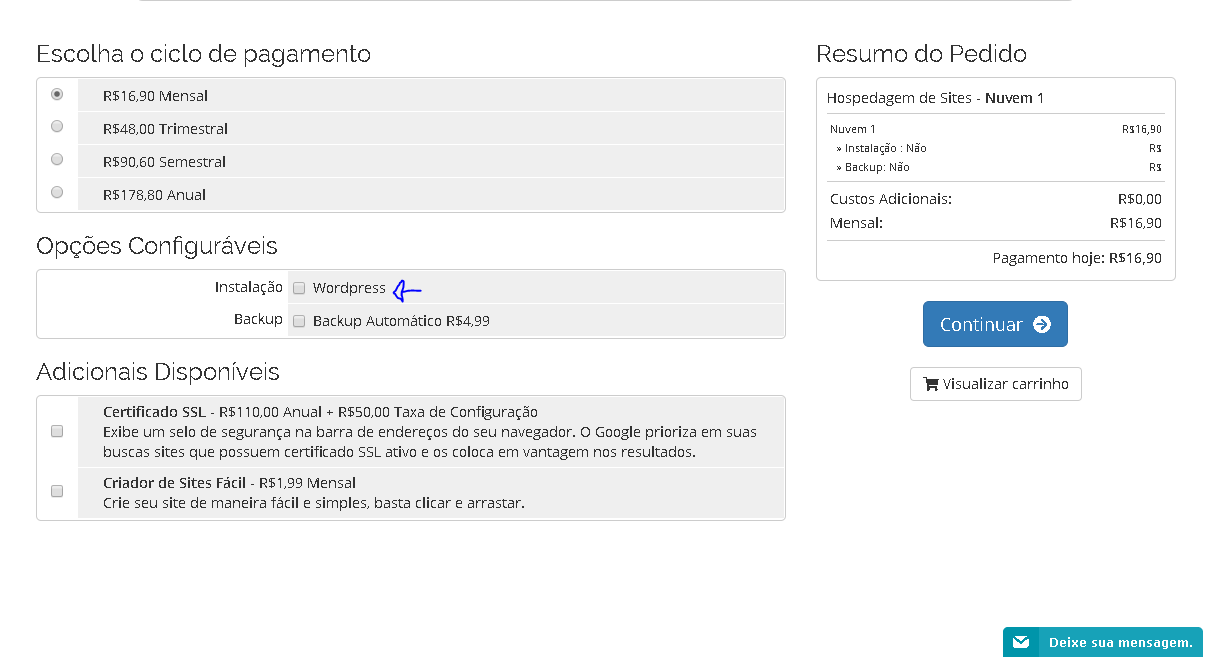 Escolha o ciclo de pagamento
R$16,90 Mensal
R$48,00 Trimestral
R$90,60 Semestral
R$178,80 Anual
Opções Configuráveis
Instalação Wordpress
Backup Backup Automático R$4,99
Adicionais Disponíveis
Certificado SSL - R$110,00 Anual + R$50,00 Taxa de Configuração
Exibe um selo de segurança na barra de endereços do seu navegador. O Google prioriza em suas
buscas sites que possuem certificado SSL ativo e os coloca em vantagem nos resultados.
Criador de Sites Fácil - R$1,99 Mensal
Crie seu site de maneira fácil e simples, basta clicar e arrastar.
Resumo do Pedido
Hospedagem de Sites - Nuvem 1
Nuvem 1 R$16,90
» Instalação : Não R$
» Backup: Não R$
Custos Adicionais: R$0,00
Mensal: R$16,90
Pagamento hoje: R$16,90
Continuar
Visualizar carrinho
Deixe sua mensagem.